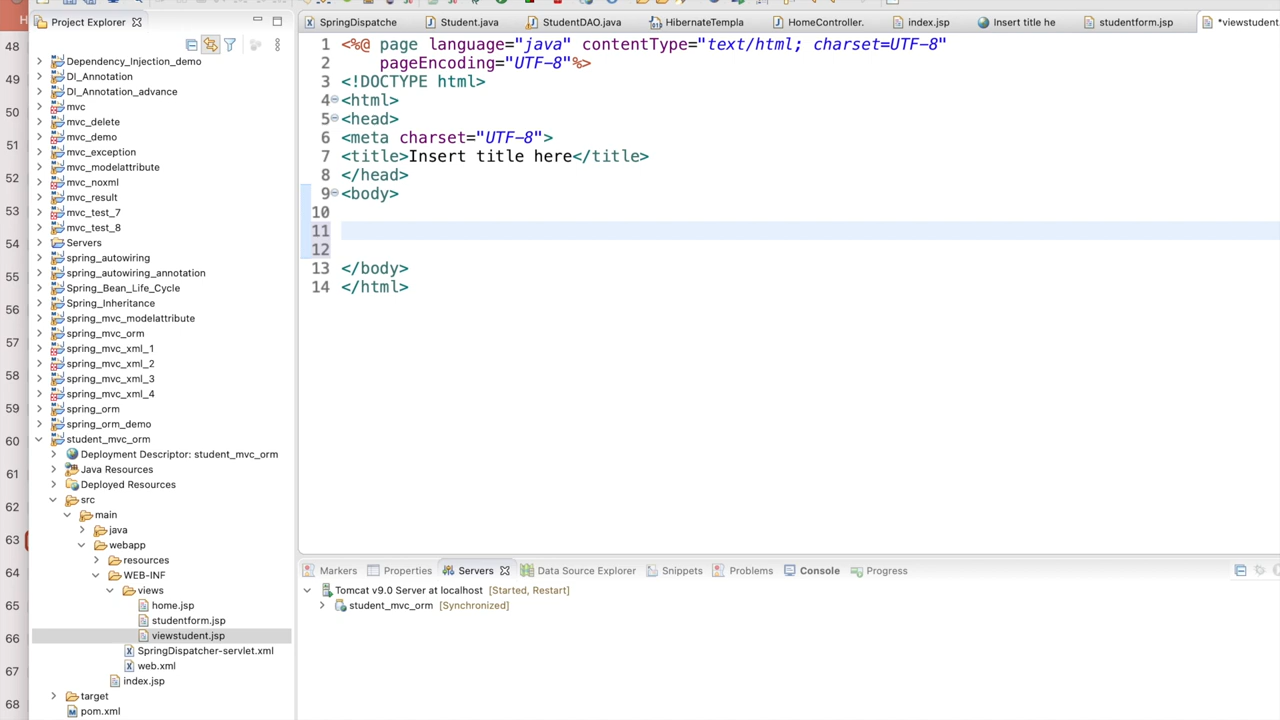 Project Explorer
SpringDispatche
Student.java
StudentDAO.java
HibernateTempla
HomeController.
index.jsp
Insert title he
studentform.jsp
*viewstudent
48
49
50
51
52
53
54
55
56
57
58
59
60
61
62
63
64
65
66
67
68
Dependency_Injection_demo
DI_Annotation
DI_Annotation_advance
mvc
mvc_delete
mvc_demo
mvc_exception
mvc_modelattribute
mvc_noxml
mvc_result
mvc_test_7
mvc_test_8
Servers
spring_autowiring
spring_autowiring_annotation
Spring_Bean_Life_Cycle
Spring_Inheritance
spring_mvc_modelattribute
spring_mvc_orm
spring_mvc_xml_1
spring_mvc_xml_2
spring_mvc_xml_3
spring_mvc_xml_4
spring_orm
spring_orm_demo
student_mvc_orm
Deployment Descriptor: student_mvc_orm
Java Resources
Deployed Resources
src
main
java
webapp
resources
WEB-INF
views
home.jsp
studentform.jsp
viewstudent.jsp
SpringDispatcher-servlet.xml
web.xml
index.jsp
target
pom.xml
1 <%@ page language="java" contentType="text/html; charset=UTF-8"
2 pageEncoding="UTF-8"%>
3 <!DOCTYPE html>
4 <html>
5 <head>
6 <meta charset="UTF-8">
7 <title>Insert title here</title>
8 </head>
9 <body>
10
11
12
13 </body>
14 </html>
Markers
Properties
Servers
Data Source Explorer
Snippets
Problems
Console
Progress
Tomcat v9.0 Server at localhost [Started, Restart]
student_mvc_orm [Synchronized]